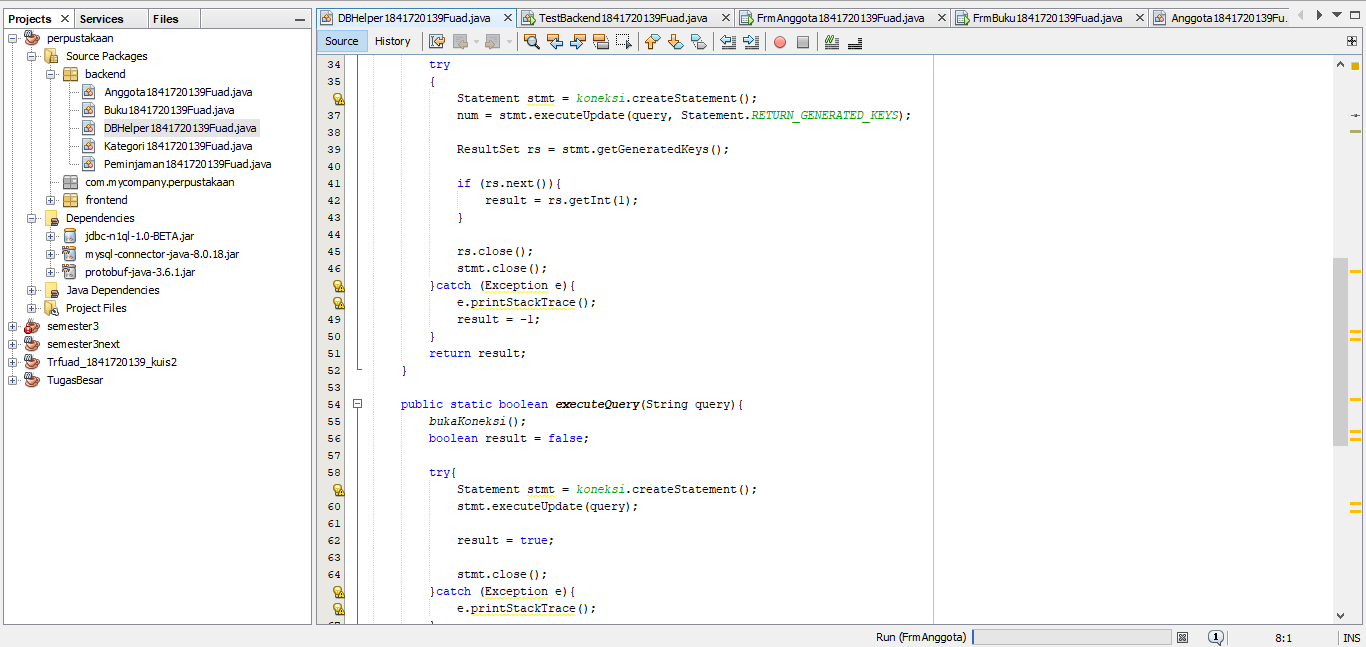 Projects
Services
Files
perpustakaan
Source Packages
backend
Anggota1841720139Fuad.java
Buku1841720139Fuad.java
DBHelper1841720139Fuad.java
Kategori1841720139Fuad.java
Peminjaman1841720139Fuad.java
com.mycompany.perpustakaan
frontend
Dependencies
jdbc-n1ql-1.0-BETA.jar
mysql-connector-java-8.0.18.jar
protobuf-java-3.6.1.jar
Java Dependencies
Project Files
semester3
semester3next
Trfuad_1841720139_kuis2
TugasBesar
DBHelper1841720139Fuad.java
TestBackend1841720139Fuad.java
FrmAnggota1841720139Fuad.java
FrmBuku1841720139Fuad.java
Anggota1841720139Fu...
Source
History
34 try
35 {
Statement stmt = koneksi.createStatement();
37 num = stmt.executeUpdate(query, Statement.RETURN_GENERATED_KEYS);
38
39 ResultSet rs = stmt.getGeneratedKeys();
40
41 if (rs.next()){
42 result = rs.getInt(1);
43 }
44
45 rs.close();
46 stmt.close();
}catch (Exception e){
e.printStackTrace();
49 result = -1;
50 }
51 return result;
52 }
53
54 public static boolean executeQuery(String query){
55 bukaKoneksi();
56 boolean result = false;
57
58 try{
Statement stmt = koneksi.createStatement();
60 stmt.executeUpdate(query);
61
62 result = true;
63
64 stmt.close();
}catch (Exception e){
e.printStackTrace();
Run (FrmAnggota)
1
8:1
INS